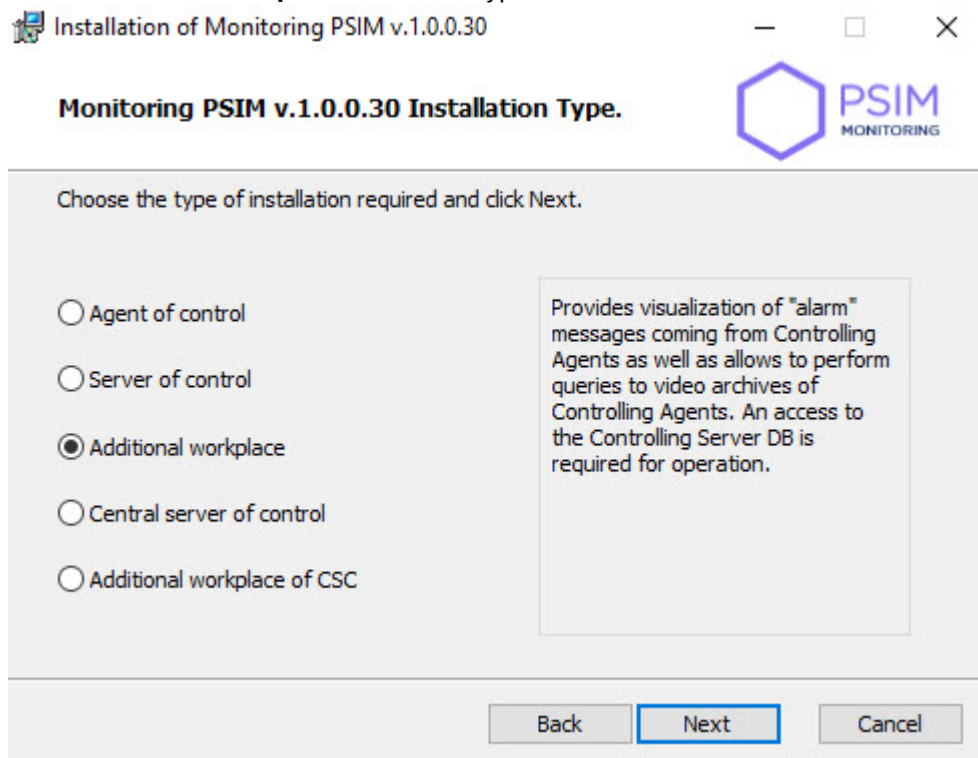 Installation of Monitoring PSIM v.1.0.0.30
Monitoring PSIM v.1.0.0.30 Installation Type.
PSIM
MONITORING
Choose the type of installation required and click Next.
Agent of control
Server of control
Additional workplace
Central server of control
Additional workplace of CSC
Provides visualization of "alarm"
messages coming from Controlling
Agents as well as allows to perform
queries to video archives of
Controlling Agents. An access to
the Controlling Server DB is
required for operation.
Back
Next
Cancel